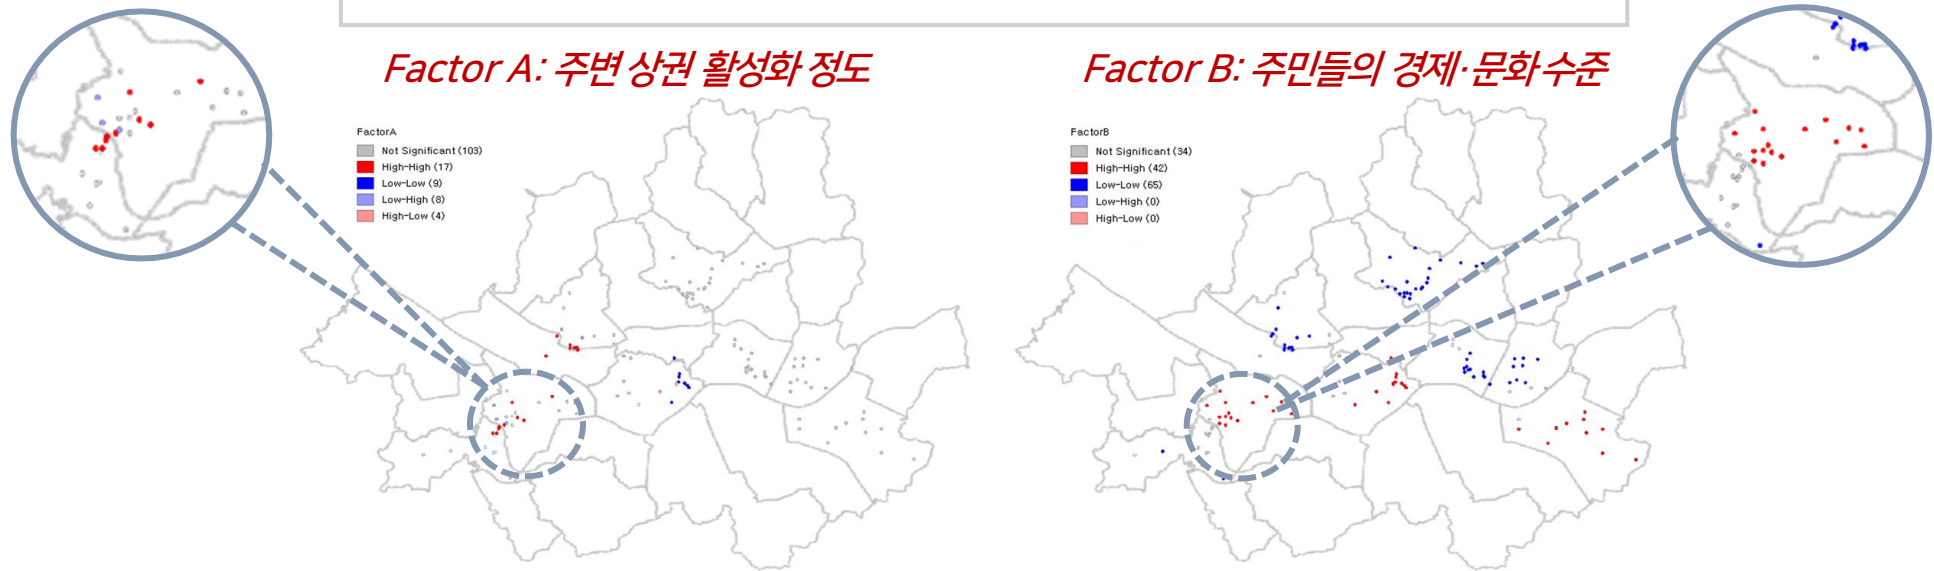 Factor A: 주변 상권 활성화 정도
FactorA
Not Significant (103)
High-High (17)
Low-Low (9)
Low-High (8)
High-Low (4)
Factor B: 주민들의 경제·문화 수준
FactorB
Not Significant (34)
High-High (42)
Low-Low (65)
Low-High (0)
High-Low (0)